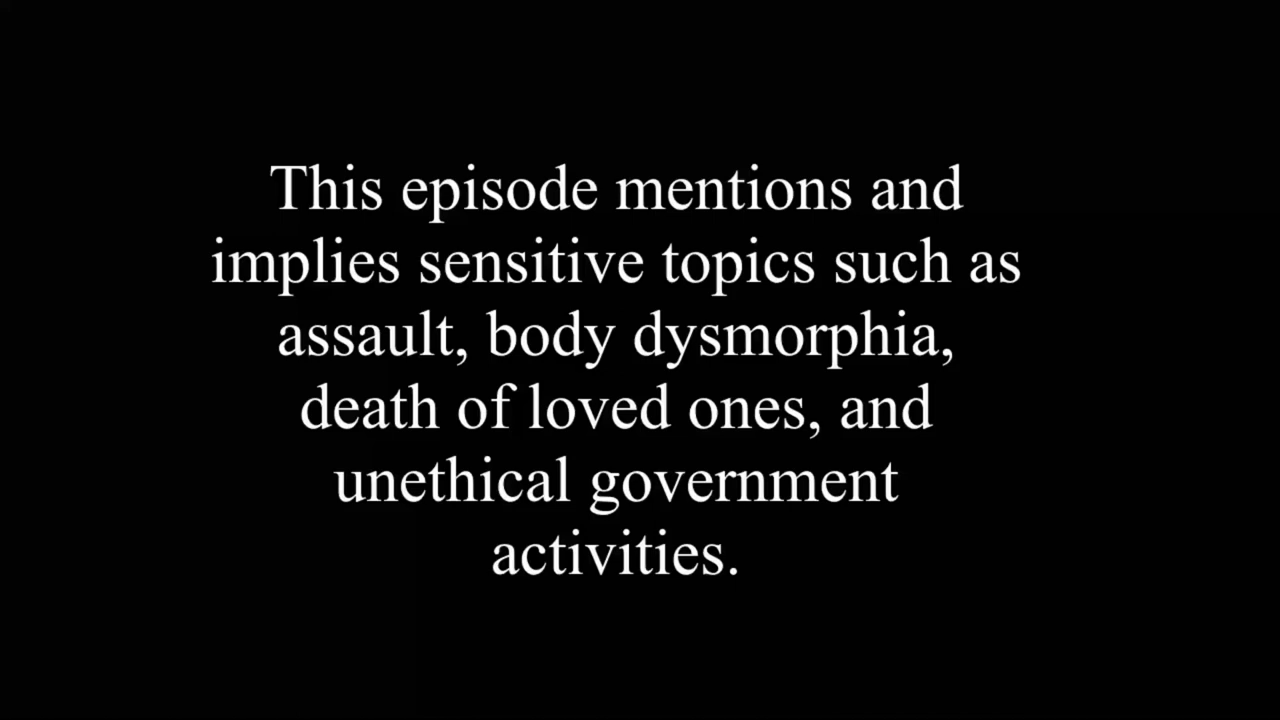 This episode mentions and
implies sensitive topics such as
assault, body dysmorphia,
death of loved ones, and
unethical government
activities.